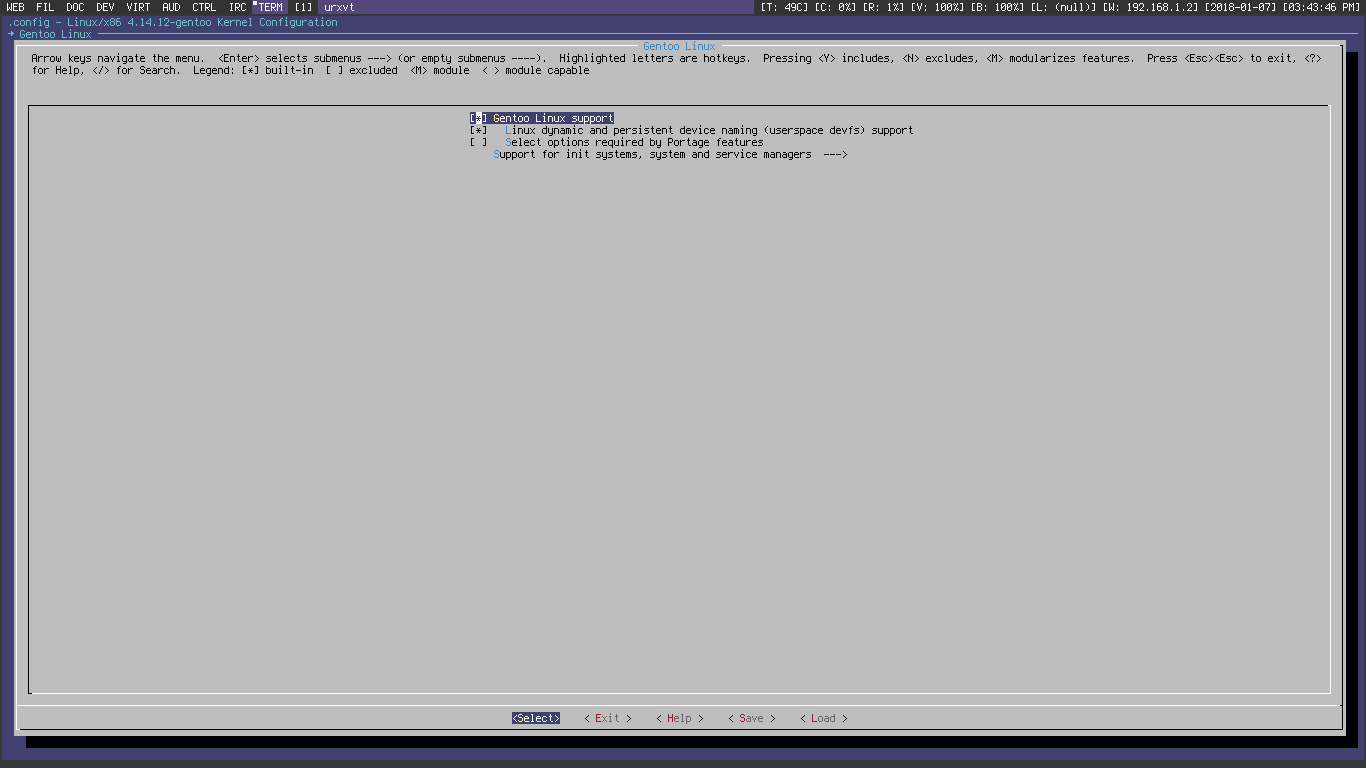 WEB FIL DOC DEV VIRT AUD CTRL IRC TERM [1] urxvt [T: 49C] [C: 0%] [R: 1%] [V: 100%] [B: 100%] [L: (null)] [W: 192.168.1.2] [2018-01-07] [03:43:46 PM]
.config - Linux/x86 4.14.12-gentoo Kernel Configuration
→ Gentoo Linux
Gentoo Linux
Arrow keys navigate the menu.  <Enter> selects submenus ---> (or empty submenus ----).  Highlighted letters are hotkeys.  Pressing <Y> includes, <N> excludes, <M> modularizes features.  Press <Esc><Esc> to exit, <?>
for Help, </> for Search.  Legend: [*] built-in  [ ] excluded  <M> module  < > module capable
[*] Gentoo Linux support
[*]   Linux dynamic and persistent device naming (userspace devfs) support
[ ]   Select options required by Portage features
Support for init systems, system and service managers  --->
<Select>    < Exit >    < Help >    < Save >    < Load >